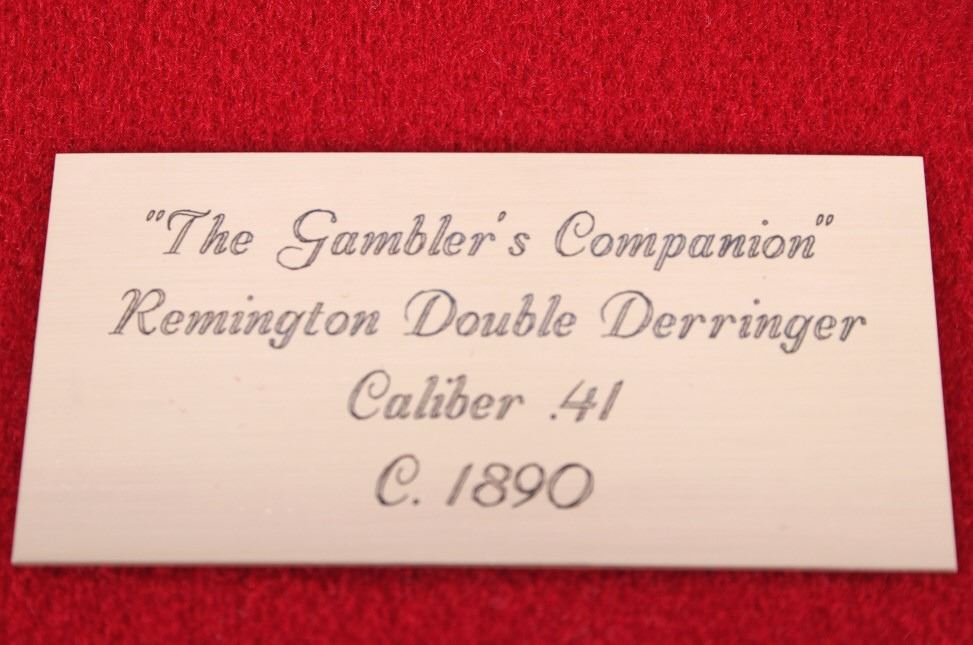 "The Gambler's Companion"
Remington Double Derringer
Caliber .41
C. 1890